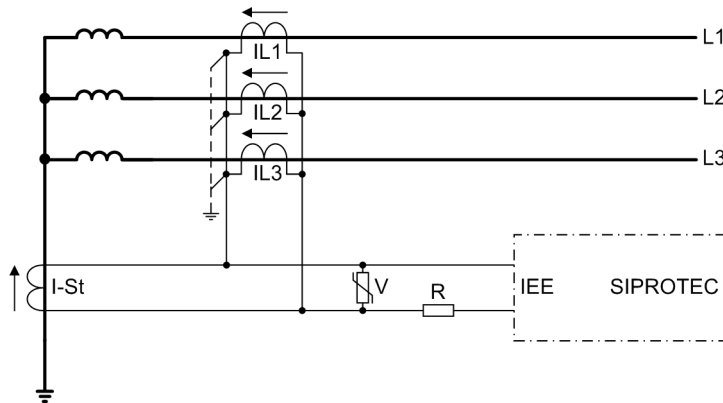 L1
IL1
L2
IL2
L3
IL3
I-St
V
R
IEE
SIPROTEC